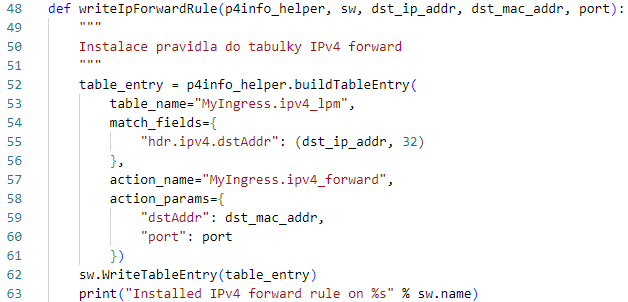 48 def writeIpForwardRule(p4info_helper, sw, dst_ip_addr, dst_mac_addr, port):
49     """
50     Instalace pravidla do tabulky IPv4 forward
51     """
52     table_entry = p4info_helper.buildTableEntry(
53         table_name="MyIngress.ipv4_lpm",
54         match_fields={
55             "hdr.ipv4.dstAddr": (dst_ip_addr, 32)
56         },
57         action_name="MyIngress.ipv4_forward",
58         action_params={
59             "dstAddr": dst_mac_addr,
60             "port": port
61         })
62     sw.WriteTableEntry(table_entry)
63     print("Installed IPv4 forward rule on %s" % sw.name)